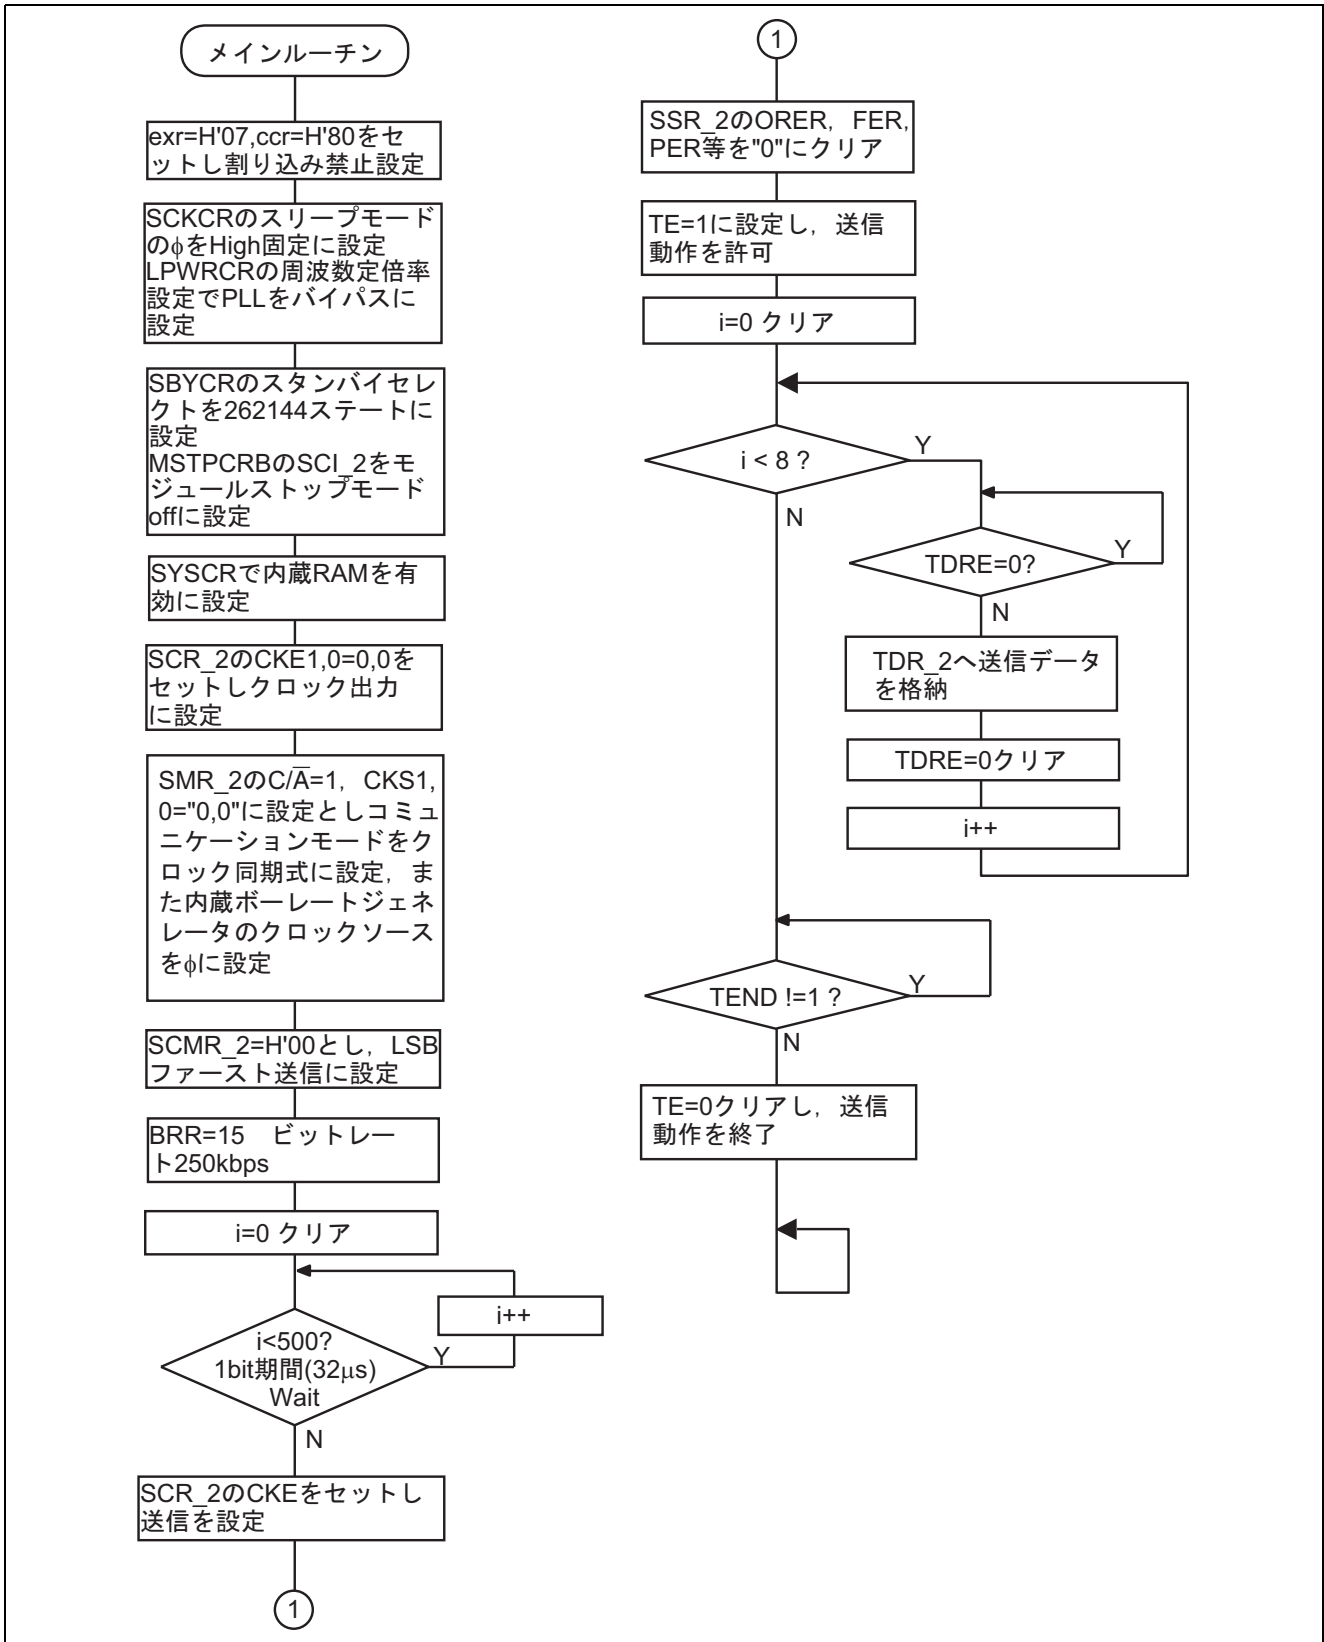 メインルーチン
exr=H'07,ccr=H'80をセ
ットし割り込み禁止設定
SCKCRのスリープモード
のϕをHigh固定に設定
LPWRCRの周波数定倍率
設定でPLLをバイパスに
設定
SBYCRのスタンバイセレ
クトを262144ステートに
設定
MSTPCRBのSCI_2をモ
ジュールストップモード
offに設定
SYSCRで内蔵RAMを有
効に設定
SCR_2のCKE1,0=0,0を
セットしクロック出力
に設定
SMR_2のC/A̅=1，CKS1,
0="0,0"に設定としコミュ
ニケーションモードをク
ロック同期式に設定，ま
た内蔵ボーレートジェネ
レータのクロックソース
をϕに設定
SCMR_2=H'00とし，LSB
ファースト送信に設定
BRR=15　ビットレー
ト250kbps
i=0 クリア
i++
i<500?
1bit期間(32μs)
Wait
Y
N
SCR_2のCKEをセットし
送信を設定
1
1
SSR_2のORER，FER,
PER等を"0"にクリア
TE=1に設定し，送信
動作を許可
i=0 クリア
i < 8 ?
Y
N
TDRE=0?
Y
N
TDR_2へ送信データ
を格納
TDRE=0クリア
i++
TEND !=1 ?
Y
N
TE=0クリアし，送信
動作を終了